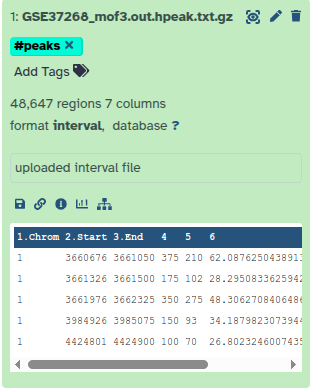 1: GSE37268_mof3.out.hpeak.txt.gz
#peaks ×
Add Tags
48,647 regions 7 columns
format interval, database ?
uploaded interval file
1.Chrom 2.Start 3.End 4 5 6
1 3660676 3661050 375 210 62.0876250438913
1 3661326 3661500 175 102 28.2950833625942
1 3661976 3662325 350 275 48.3062708406486
1 3984926 3985075 150 93 34.1879823073944
1 4424801 4424900 100 70 26.8023246007435